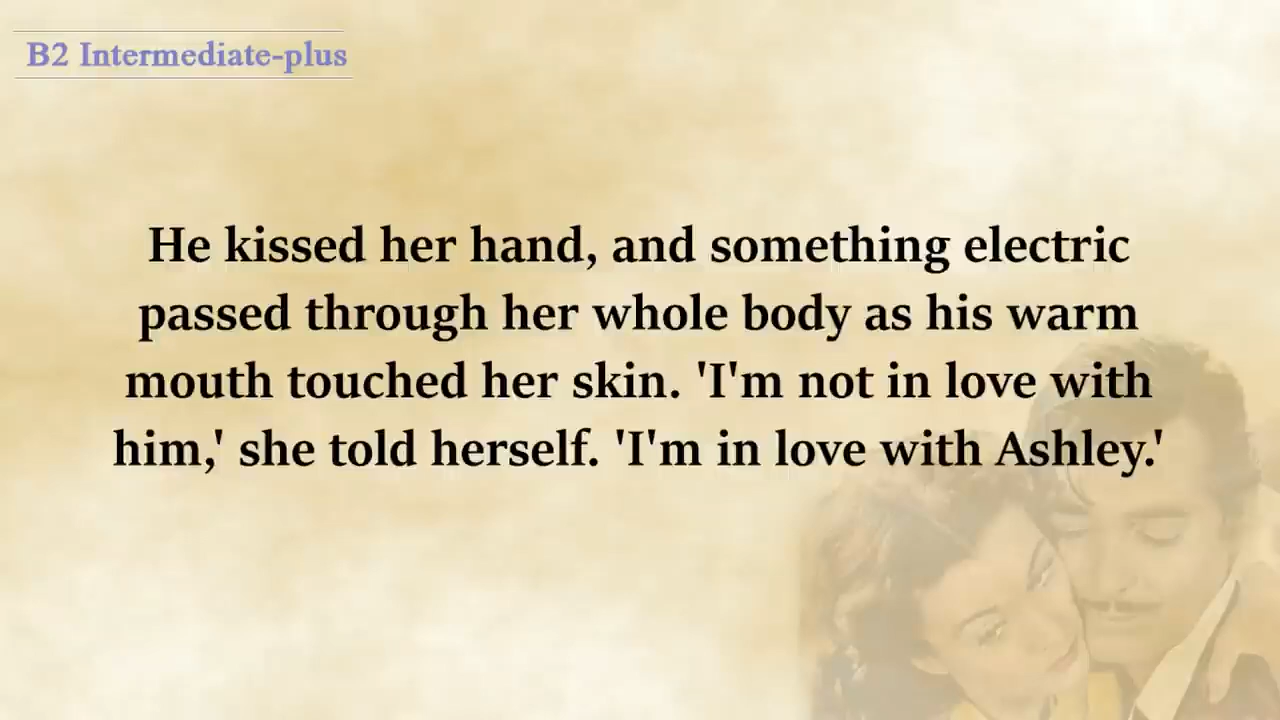 B2 Intermediate-plus
He kissed her hand, and something electric
passed through her whole body as his warm
mouth touched her skin. 'I'm not in love with
him,' she told herself. 'I'm in love with Ashley.'